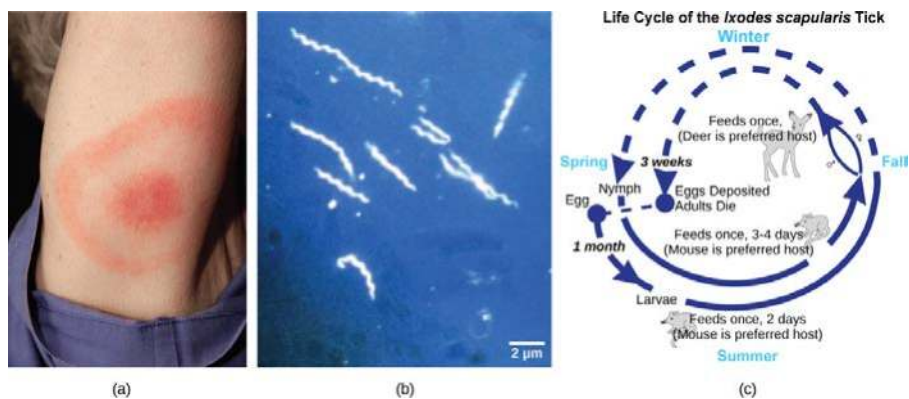 Life Cycle of the Ixodes scapularis Tick
Winter
Feeds once,
(Deer is preferred host)
Spring
3 weeks
Fall
Nymph
Egg
Eggs Deposited
Adults Die
1 month
Feeds once, 3-4 days
(Mouse is preferred host)
Larvae
Feeds once, 2 days
(Mouse is preferred host)
Summer
2 μm
(a)
(b)
(c)